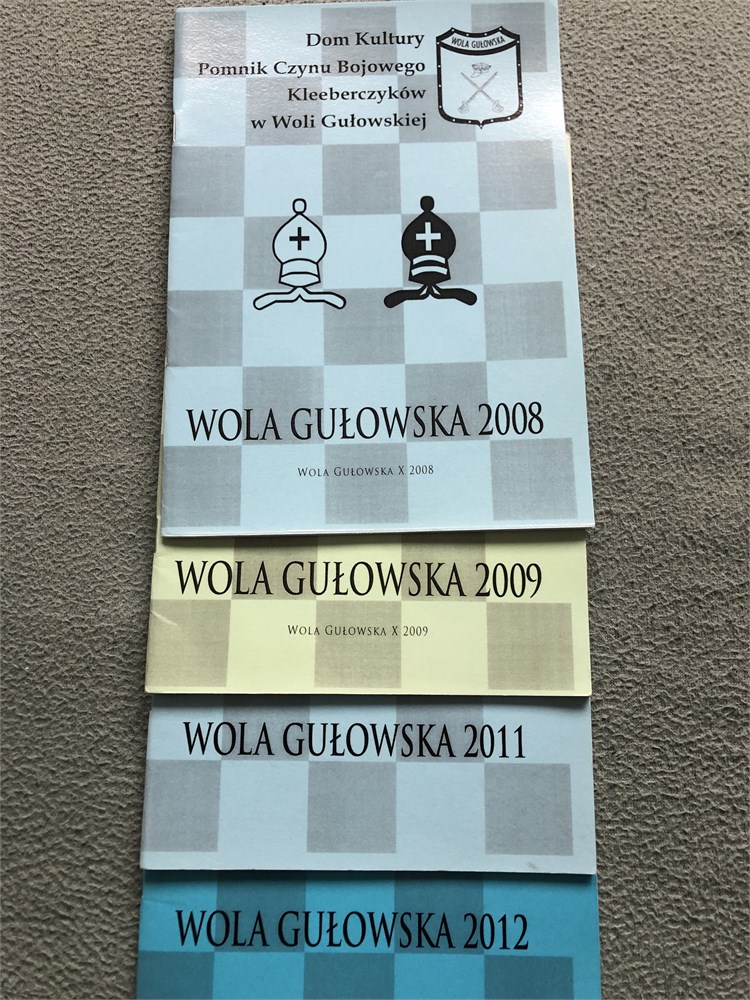 Dom Kultury
Pomnik Czynu Bojowego
Kleeberczyków
w Woli Gułowskiej
WOLA GUŁOWSKA
WOLA GUŁOWSKA 2008
WOLA GUŁOWSKA X 2008
WOLA GUŁOWSKA 2009
WOLA GUŁOWSKA X 2009
WOLA GUŁOWSKA 2011
WOLA GUŁOWSKA 2012